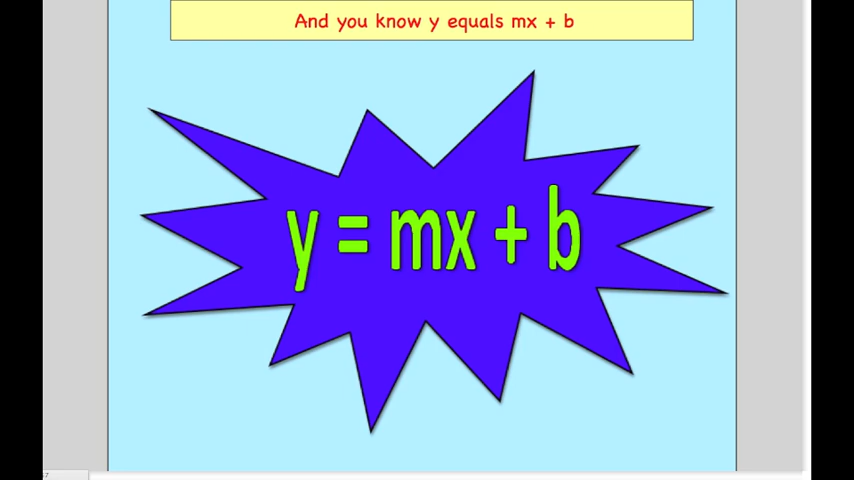 And you know y equals mx + b
y = mx + b